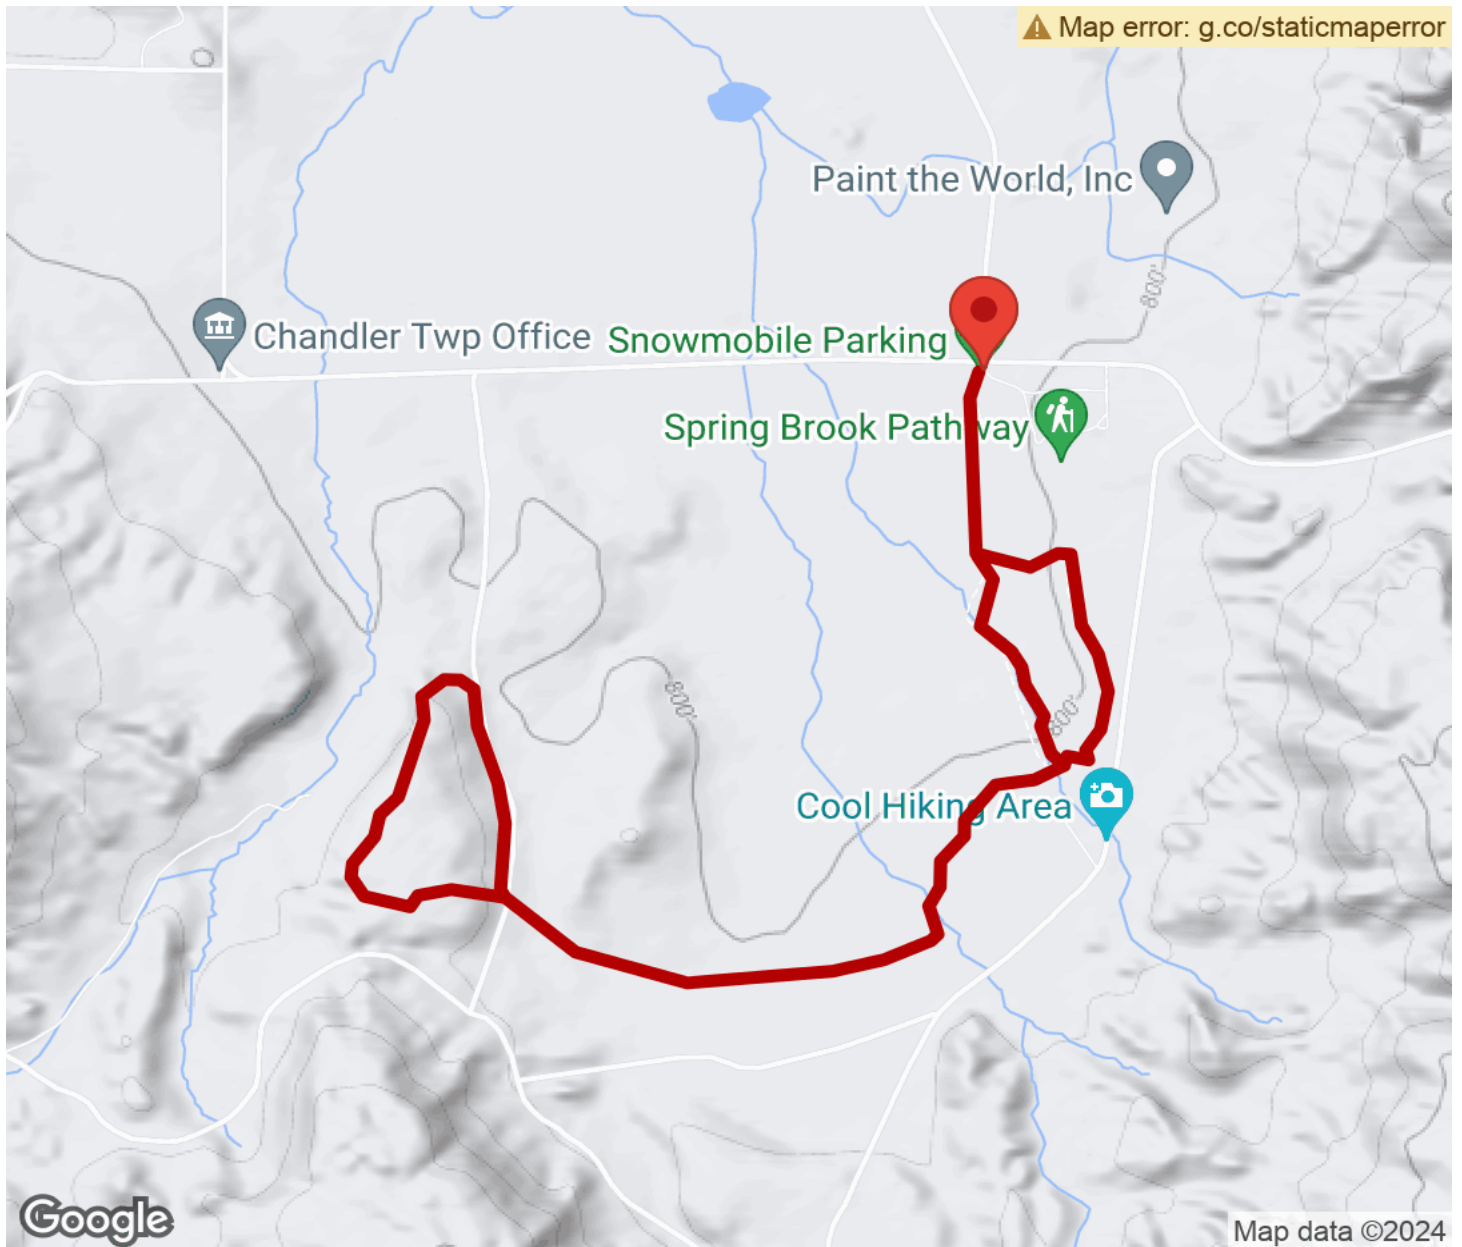 Map error: g.co/staticmaperror
Paint the World, Inc
800'
Chandler Twp Office
Snowmobile Parking
Spring Brook Pathway
800'
800'
Cool Hiking Area
Google
Map data ©2024